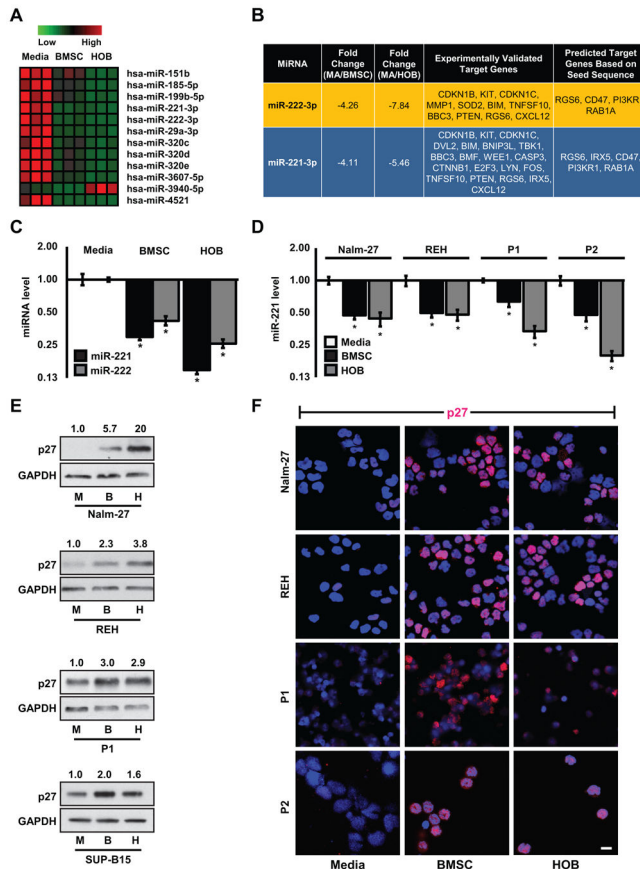 A
Low High
Media BMSC HOB
hsa-miR-151b
hsa-miR-185-5p
hsa-miR-199b-5p
hsa-miR-221-3p
hsa-miR-222-3p
hsa-miR-29a-3p
hsa-miR-320c
hsa-miR-320d
hsa-miR-320e
hsa-miR-3607-5p
hsa-miR-3940-5p
hsa-miR-4521
B
MiRNA
Fold Change (MA/BMSC)
Fold Change (MA/HOB)
Experimentally Validated Target Genes
Predicted Target Genes Based on Seed Sequence
miR-222-3p
-4.26
-7.84
CDKN1B, KIT, CDKN1C,
MMP1, SOD2, BIM, TNFSF10,
BBC3, PTEN, RGS6, CXCL12
RGS6, CD47, PI3KR
RAB1A
miR-221-3p
-4.11
-5.46
CDKN1B, KIT, CDKN1C,
DVL2, BIM, BNIP3L, TBK1,
BBC3, BMF, WEE1, CASP3,
CTNNB1, E2F3, LYN, FOS,
TNFSF10, PTEN, RGS6, IRX5,
CXCL12
RGS6, IRX5, CD47,
PI3KR1, RAB1A
C
Media BMSC HOB
miRNA level
2.00
1.00
0.50
0.25
0.13
miR-221
miR-222
* * * *
D
Nalm-27 REH P1 P2
miR-221 level
2.00
1.00
0.50
0.25
0.13
Media
BMSC
HOB
* * * * * * * *
E
1.0 5.7 20
p27
GAPDH
M B H
Nalm-27
1.0 2.3 3.8
p27
GAPDH
M B H
REH
1.0 3.0 2.9
p27
GAPDH
M B H
P1
1.0 2.0 1.6
p27
GAPDH
M B H
SUP-B15
F
p27
Nalm-27
REH
P1
P2
Media BMSC HOB